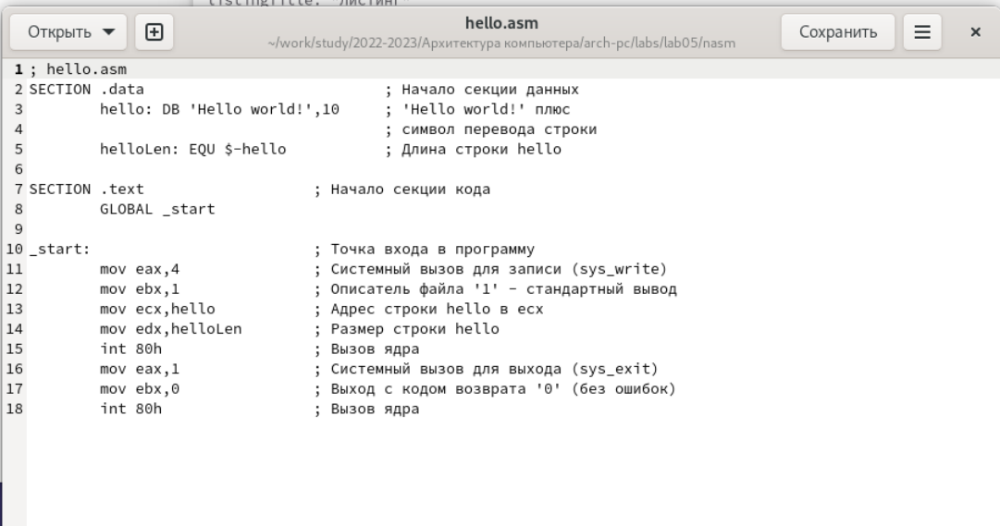 listingTitle: "Листинг"
hello.asm
Открыть
~/work/study/2022-2023/Архитектура компьютера/arch-pc/labs/lab05/nasm
Сохранить
1 ; hello.asm
2 SECTION .data ; Начало секции данных
3 hello: DB 'Hello world!',10 ; 'Hello world!' плюс
4 ; символ перевода строки
5 helloLen: EQU $-hello ; Длина строки hello
6
7 SECTION .text ; Начало секции кода
8 GLOBAL _start
9
10 _start: ; Точка входа в программу
11 mov eax,4 ; Системный вызов для записи (sys_write)
12 mov ebx,1 ; Описатель файла '1' - стандартный вывод
13 mov ecx,hello ; Адрес строки hello в ecx
14 mov edx,helloLen ; Размер строки hello
15 int 80h ; Вызов ядра
16 mov eax,1 ; Системный вызов для выхода (sys_exit)
17 mov ebx,0 ; Выход с кодом возврата '0' (без ошибок)
18 int 80h ; Вызов ядра